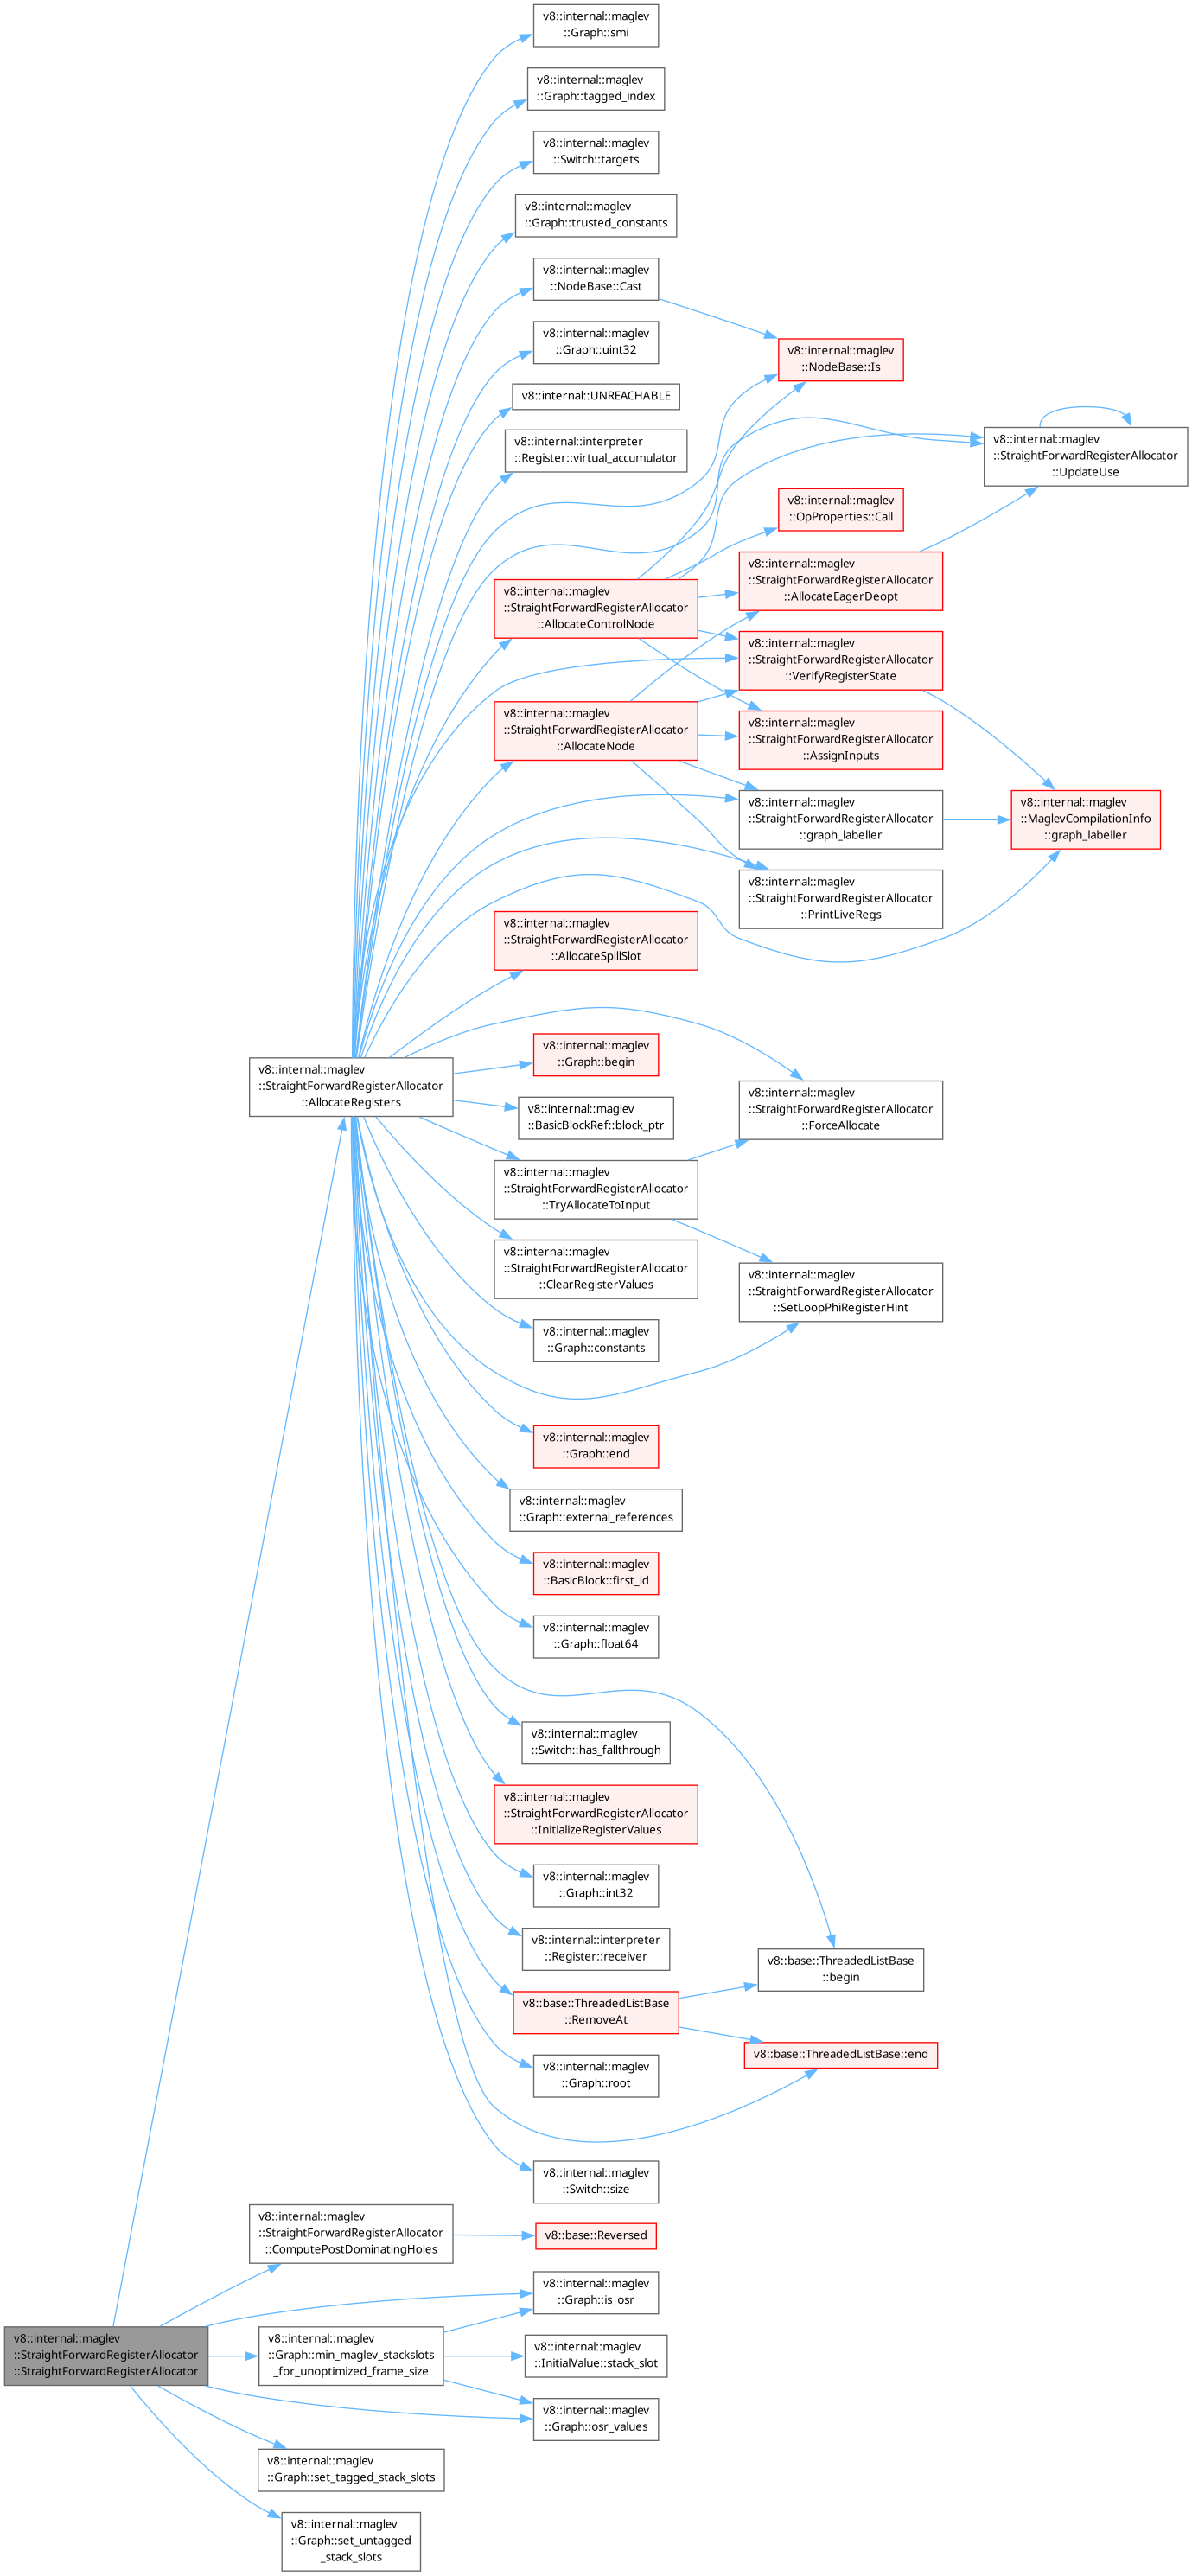 v8::internal::maglev
::Graph::smi
v8::internal::maglev
::Graph::tagged_index
v8::internal::maglev
::Switch::targets
v8::internal::maglev
::Graph::trusted_constants
v8::internal::maglev
::NodeBase::Cast
v8::internal::maglev
::Graph::uint32
v8::internal::maglev
::NodeBase::Is
v8::internal::UNREACHABLE
v8::internal::interpreter
::Register::virtual_accumulator
v8::internal::maglev
::StraightForwardRegisterAllocator
::UpdateUse
v8::internal::maglev
::OpProperties::Call
v8::internal::maglev
::StraightForwardRegisterAllocator
::AllocateControlNode
v8::internal::maglev
::StraightForwardRegisterAllocator
::AllocateEagerDeopt
v8::internal::maglev
::StraightForwardRegisterAllocator
::VerifyRegisterState
v8::internal::maglev
::StraightForwardRegisterAllocator
::AllocateNode
v8::internal::maglev
::StraightForwardRegisterAllocator
::AssignInputs
v8::internal::maglev
::StraightForwardRegisterAllocator
::graph_labeller
v8::internal::maglev
::MaglevCompilationInfo
::graph_labeller
v8::internal::maglev
::StraightForwardRegisterAllocator
::PrintLiveRegs
v8::internal::maglev
::StraightForwardRegisterAllocator
::AllocateSpillSlot
v8::internal::maglev
::Graph::begin
v8::internal::maglev
::StraightForwardRegisterAllocator
::AllocateRegisters
v8::internal::maglev
::BasicBlockRef::block_ptr
v8::internal::maglev
::StraightForwardRegisterAllocator
::ForceAllocate
v8::internal::maglev
::StraightForwardRegisterAllocator
::TryAllocateToInput
v8::internal::maglev
::StraightForwardRegisterAllocator
::ClearRegisterValues
v8::internal::maglev
::StraightForwardRegisterAllocator
::SetLoopPhiRegisterHint
v8::internal::maglev
::Graph::constants
v8::internal::maglev
::Graph::end
v8::internal::maglev
::Graph::external_references
v8::internal::maglev
::BasicBlock::first_id
v8::internal::maglev
::Graph::float64
v8::internal::maglev
::Switch::has_fallthrough
v8::internal::maglev
::StraightForwardRegisterAllocator
::InitializeRegisterValues
v8::internal::maglev
::Graph::int32
v8::internal::interpreter
::Register::receiver
v8::base::ThreadedListBase
::begin
v8::base::ThreadedListBase
::RemoveAt
v8::base::ThreadedListBase::end
v8::internal::maglev
::Graph::root
v8::internal::maglev
::Switch::size
v8::internal::maglev
::StraightForwardRegisterAllocator
::ComputePostDominatingHoles
v8::base::Reversed
v8::internal::maglev
::Graph::is_osr
v8::internal::maglev
::StraightForwardRegisterAllocator
::StraightForwardRegisterAllocator
v8::internal::maglev
::Graph::min_maglev_stackslots
_for_unoptimized_frame_size
v8::internal::maglev
::InitialValue::stack_slot
v8::internal::maglev
::Graph::osr_values
v8::internal::maglev
::Graph::set_tagged_stack_slots
v8::internal::maglev
::Graph::set_untagged
_stack_slots